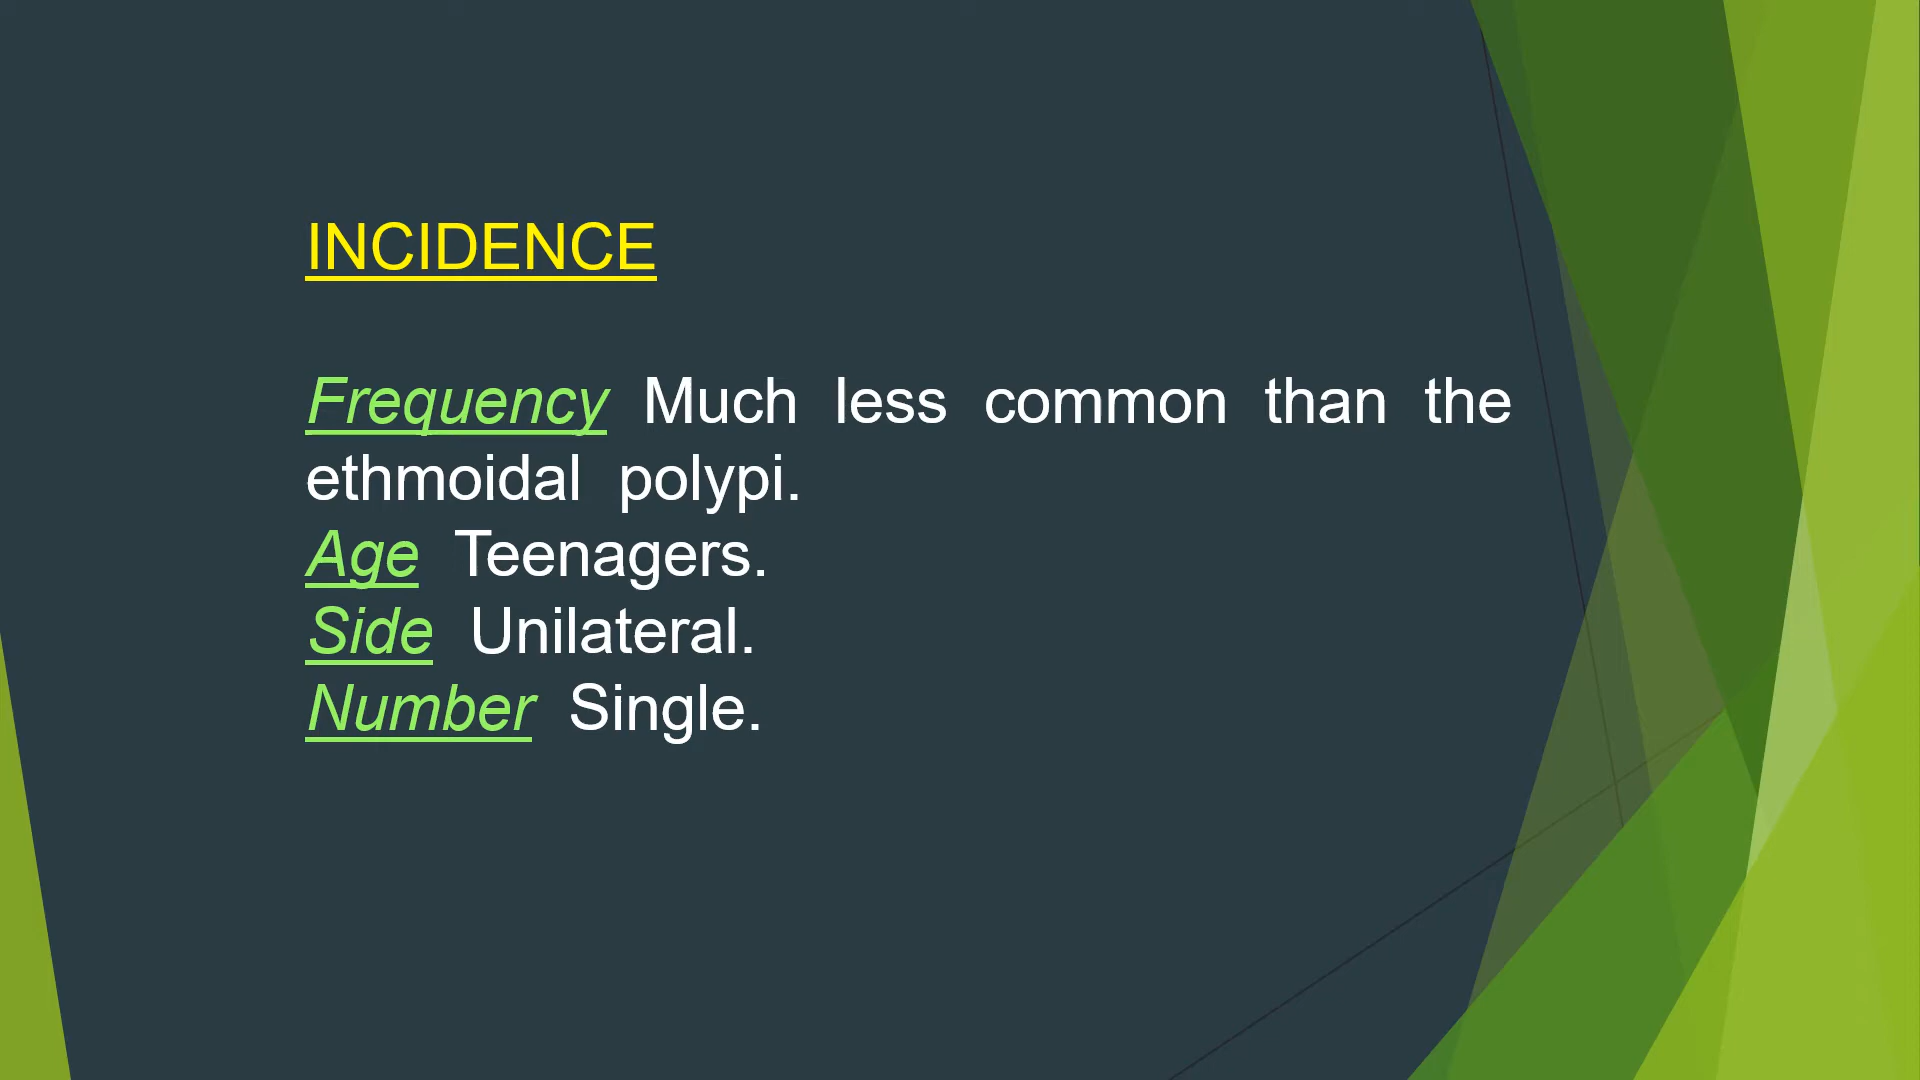 INCIDENCE
Frequency Much less common than the
ethmoidal polypi.
Age Teenagers.
Side Unilateral.
Number Single.